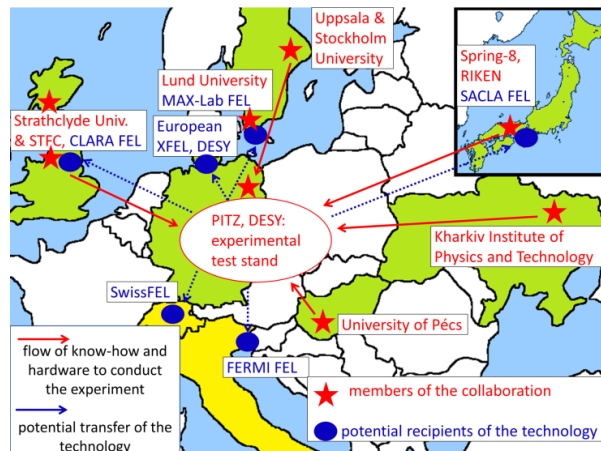 Uppsala &
Stockholm
University
Spring-8,
RIKEN
SACLA FEL
Lund University
MAX-Lab FEL
Strathclyde Univ.
& STFC, CLARA FEL
European
XFEL, DESY
PITZ, DESY:
experimental
test stand
Kharkiv Institute of
Physics and Technology
SwissFEL
University of Pécs
FERMI FEL
flow of know-how and
hardware to conduct
the experiment
potential transfer of the
technology
members of the collaboration
potential recipients of the technology